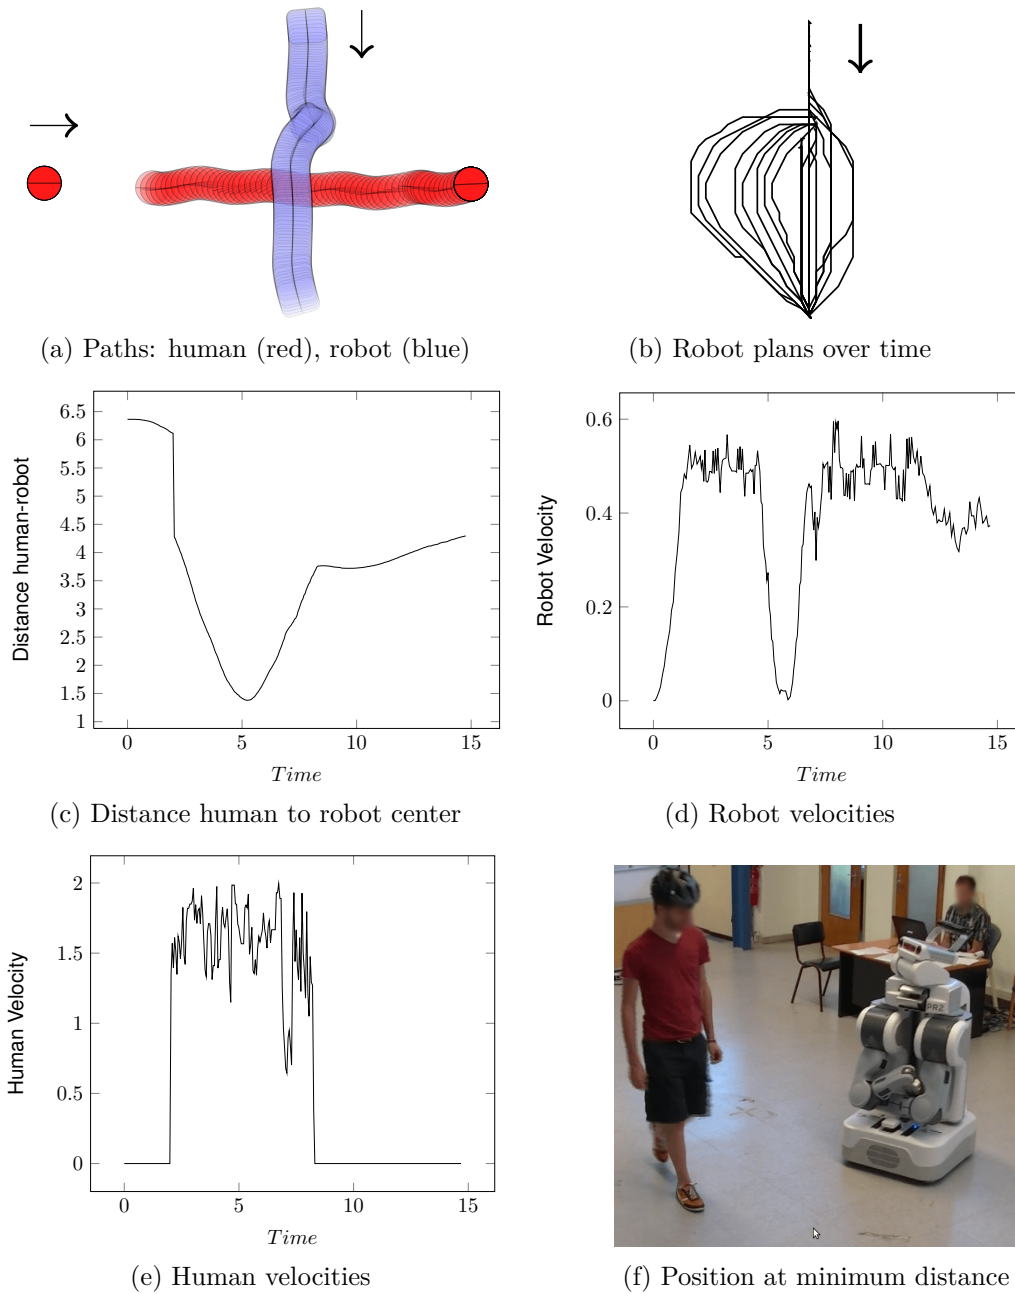 (a) Paths: human (red), robot (blue)
(b) Robot plans over time
Distance human-robot
6.5
6
5.5
5
4.5
4
3.5
3
2.5
2
1.5
1
0
5
10
15
Time
(c) Distance human to robot center
Robot Velocity
0.6
0.4
0.2
0
0
5
10
15
Time
(d) Robot velocities
Human Velocity
2
1.5
1
0.5
0
0
5
10
15
Time
(e) Human velocities
PR2
(f) Position at minimum distance